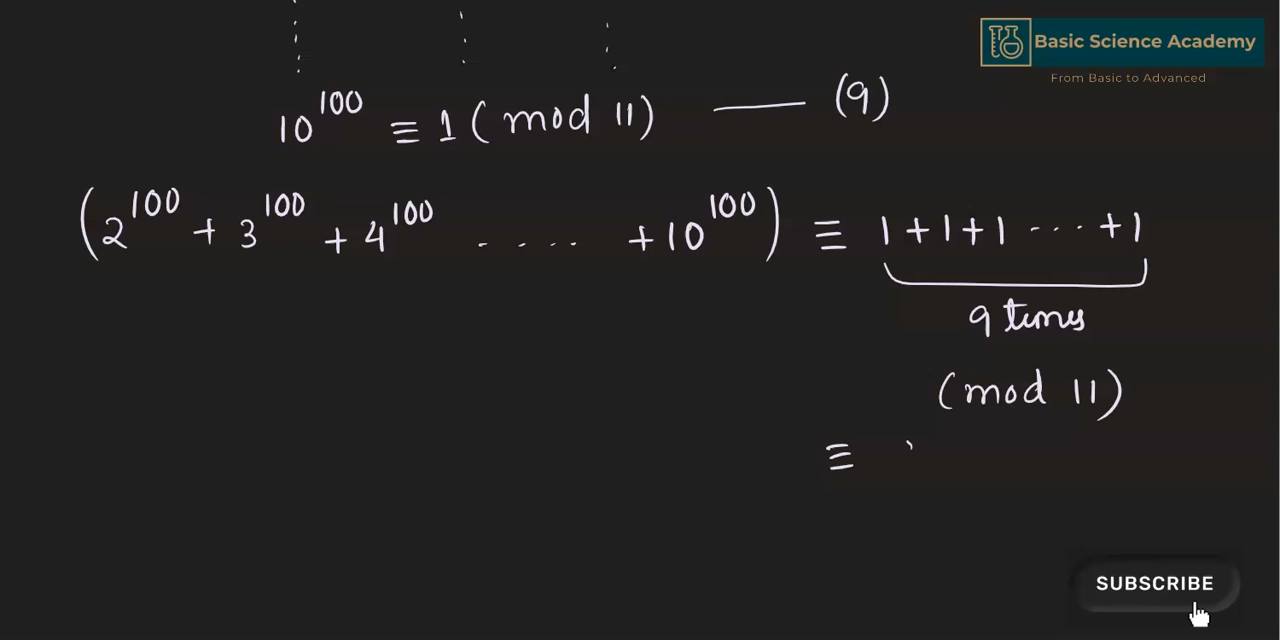 Basic Science Academy
From Basic to Advanced
10^100 ≡ 1 ( mod 11) —— (9)
(2^100 + 3^100 + 4^100 ..... + 10^100) ≡ 1+1+1 ....+1
9 times
(mod 11)
≡
SUBSCRIBE